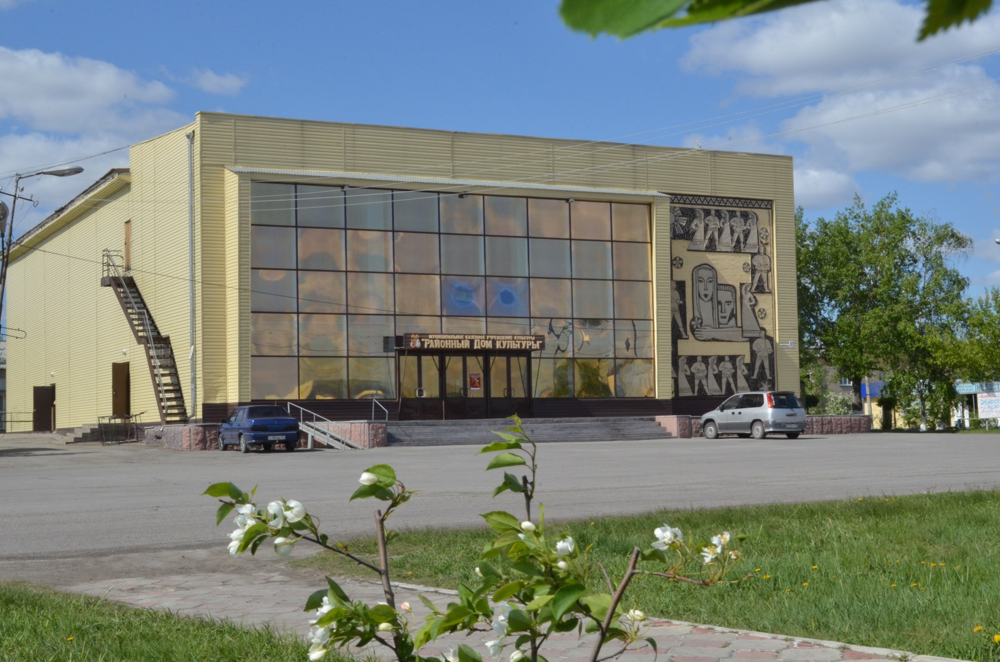 МУНИЦИПАЛЬНОЕ КАЗЕННОЕ УЧРЕЖДЕНИЕ КУЛЬТУРЫ
"РАЙОННЫЙ ДОМ КУЛЬТУРЫ"